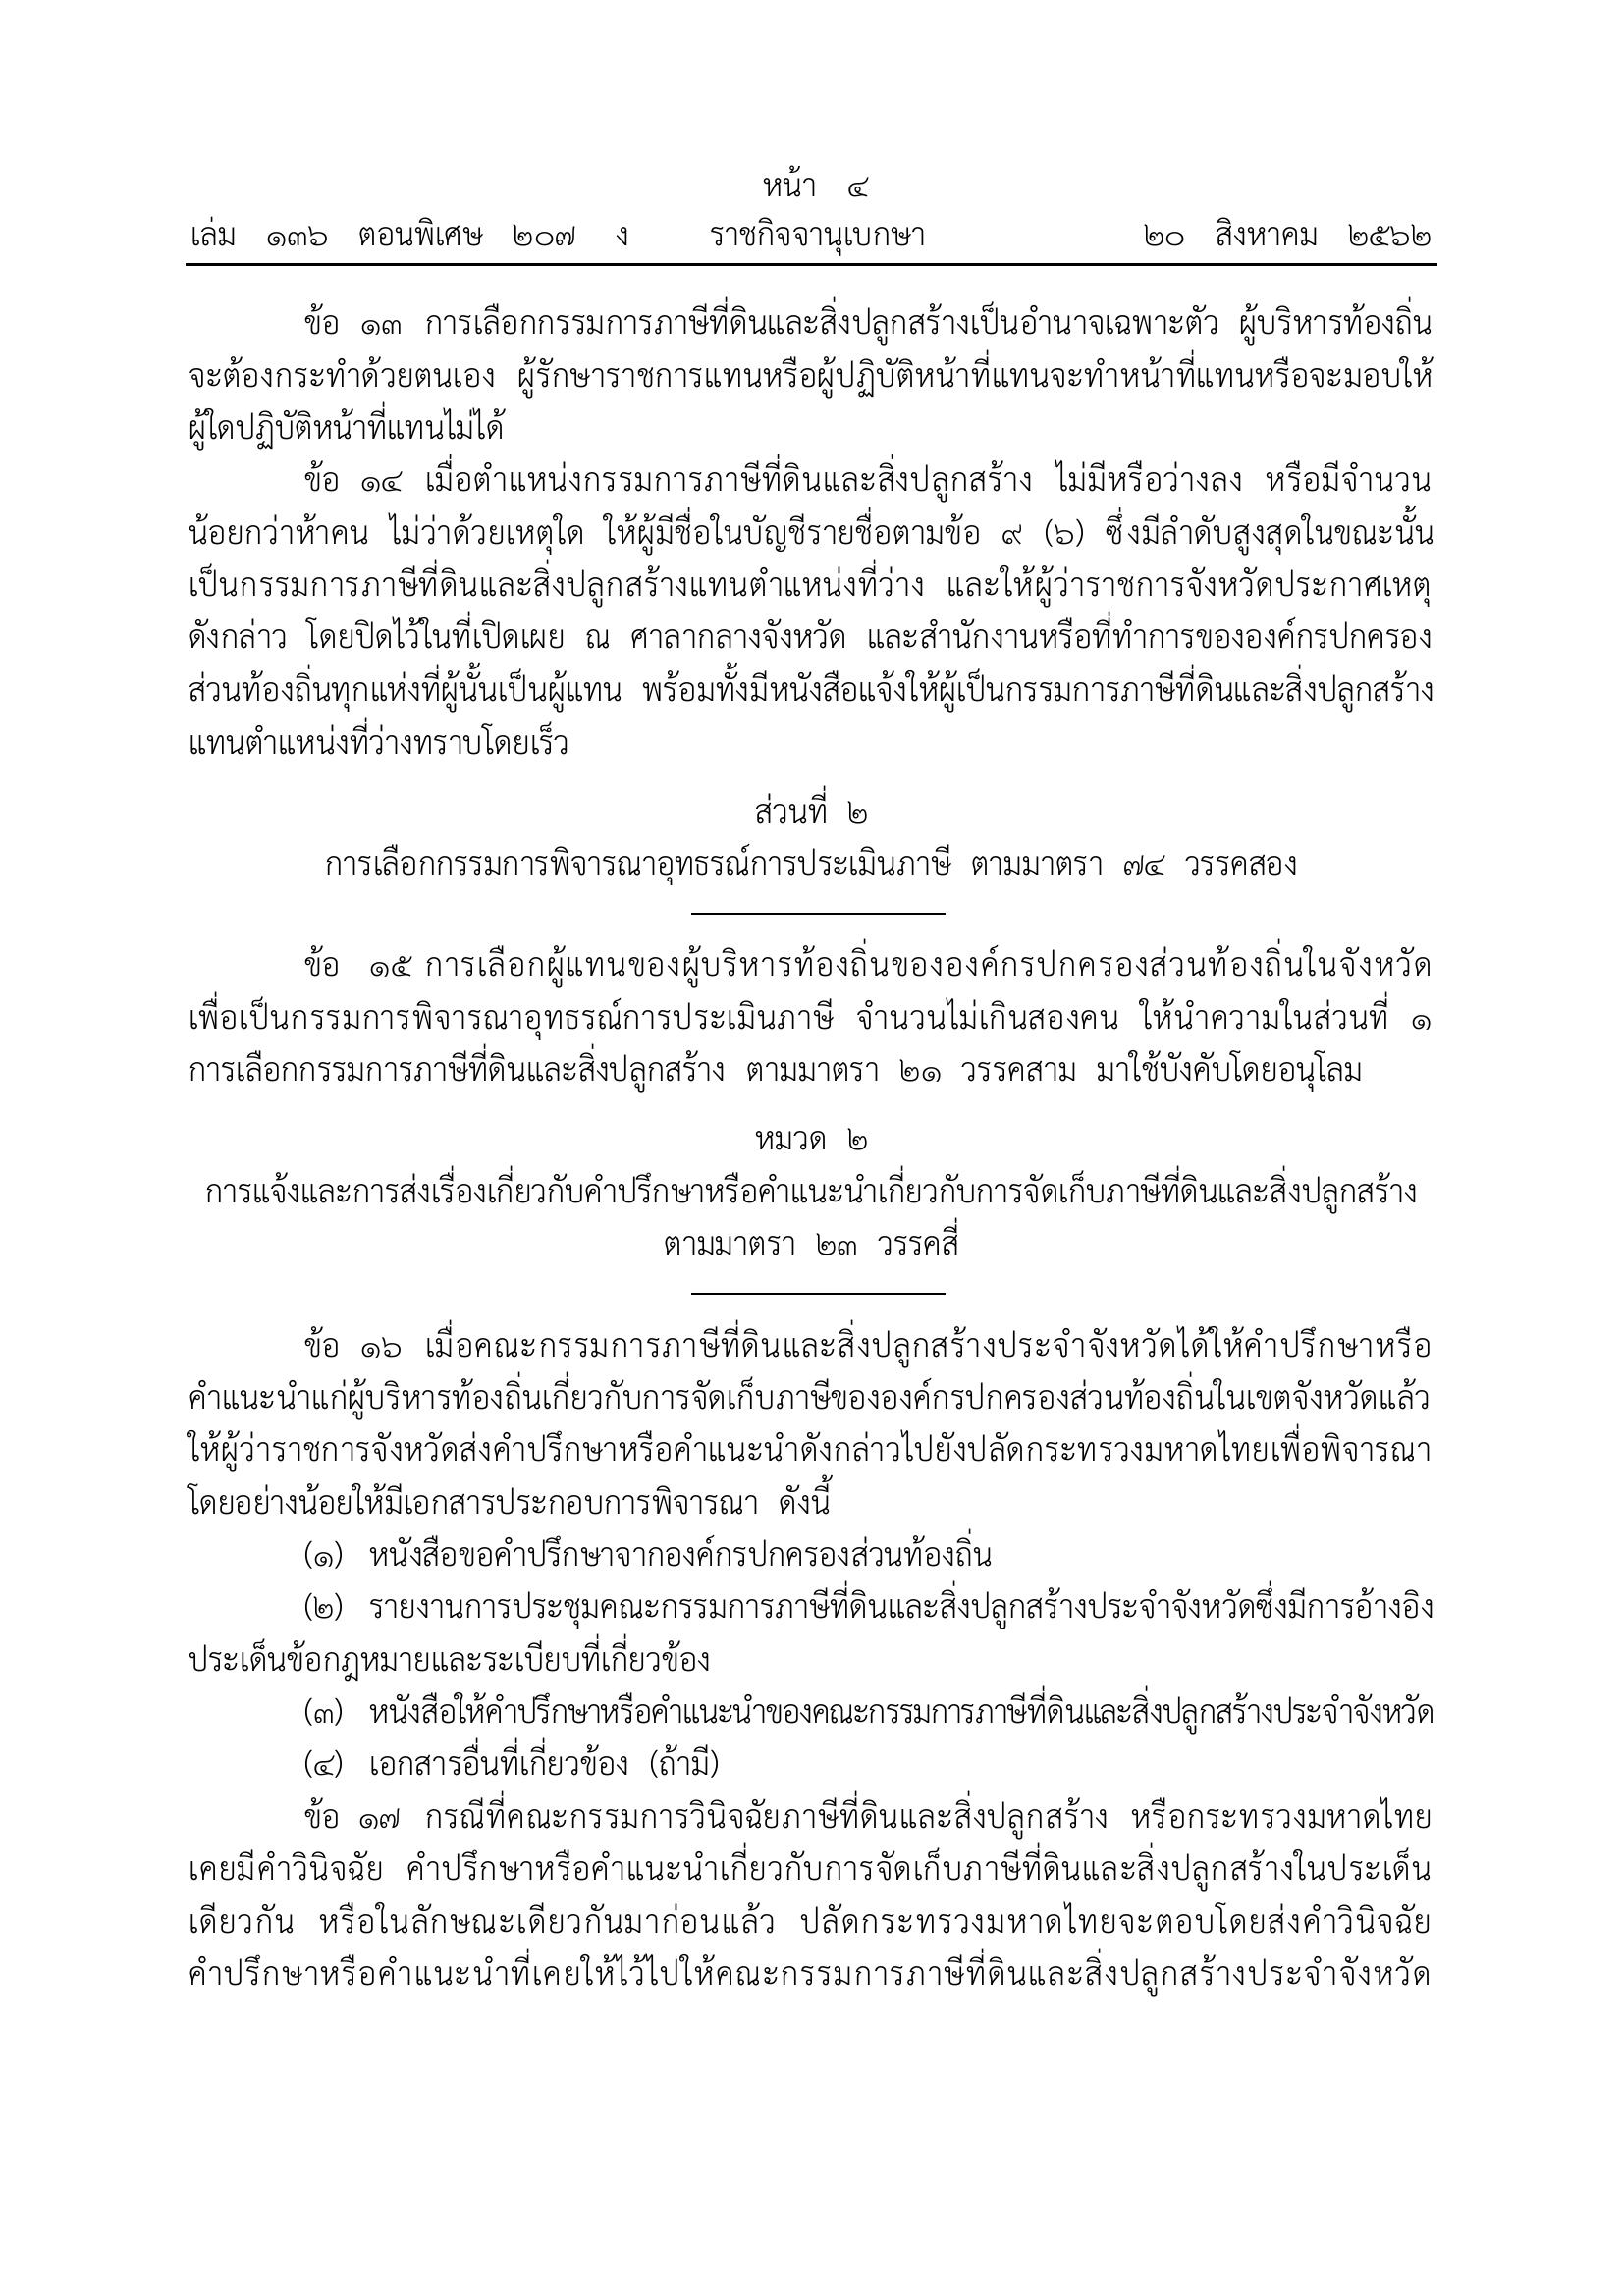 หน้า ๔
เล่ม ๑๓๖ ตอนพิเศษ ๒๐๗ ง ราชกิจจานุเบกษา ๒๐ สิงหาคม ๒๕๖๒
ข้อ ๑๓ การเลือกกรรมการภาษีที่ดินและสิ่งปลูกสร้างเป็นอำนาจเฉพาะตัว ผู้บริหารท้องถิ่น
จะต้องกระทำด้วยตนเอง ผู้รักษาราชการแทนหรือผู้ปฏิบัติหน้าที่แทนจะทำหน้าที่แทนหรือจะมอบให้
ผู้ใดปฏิบัติหน้าที่แทนไม่ได้
ข้อ ๑๔ เมื่อตำแหน่งกรรมการภาษีที่ดินและสิ่งปลูกสร้าง ไม่มีหรือว่างลง หรือมีจำนวน
น้อยกว่าห้าคน ไม่ว่าด้วยเหตุใด ให้ผู้มีชื่อในบัญชีรายชื่อตามข้อ ๙ (๖) ซึ่งมีลำดับสูงสุดในขณะนั้น
เป็นกรรมการภาษีที่ดินและสิ่งปลูกสร้างแทนตำแหน่งที่ว่าง และให้ผู้ว่าราชการจังหวัดประกาศเหตุ
ดังกล่าว โดยปิดไว้ในที่เปิดเผย ณ ศาลากลางจังหวัด และสำนักงานหรือที่ทำการขององค์กรปกครอง
ส่วนท้องถิ่นทุกแห่งที่ผู้นั้นเป็นผู้แทน พร้อมทั้งมีหนังสือแจ้งให้ผู้เป็นกรรมการภาษีที่ดินและสิ่งปลูกสร้าง
แทนตำแหน่งที่ว่างทราบโดยเร็ว
ส่วนที่ ๒
การเลือกกรรมการพิจารณาอุทธรณ์การประเมินภาษี ตามมาตรา ๗๔ วรรคสอง
ข้อ ๑๕ การเลือกผู้แทนของผู้บริหารท้องถิ่นขององค์กรปกครองส่วนท้องถิ่นในจังหวัด
เพื่อเป็นกรรมการพิจารณาอุทธรณ์การประเมินภาษี จำนวนไม่เกินสองคน ให้นำความในส่วนที่ ๑
การเลือกกรรมการภาษีที่ดินและสิ่งปลูกสร้าง ตามมาตรา ๒๑ วรรคสาม มาใช้บังคับโดยอนุโลม
หมวด ๒
การแจ้งและการส่งเรื่องเกี่ยวกับคำปรึกษาหรือคำแนะนำเกี่ยวกับการจัดเก็บภาษีที่ดินและสิ่งปลูกสร้าง
ตามมาตรา ๒๓ วรรคสี่
ข้อ ๑๖ เมื่อคณะกรรมการภาษีที่ดินและสิ่งปลูกสร้างประจำจังหวัดได้ให้คำปรึกษาหรือ
คำแนะนำแก่ผู้บริหารท้องถิ่นเกี่ยวกับการจัดเก็บภาษีขององค์กรปกครองส่วนท้องถิ่นในเขตจังหวัดแล้ว
ให้ผู้ว่าราชการจังหวัดส่งคำปรึกษาหรือคำแนะนำดังกล่าวไปยังปลัดกระทรวงมหาดไทยเพื่อพิจารณา
โดยอย่างน้อยให้มีเอกสารประกอบการพิจารณา ดังนี้
(๑) หนังสือขอคำปรึกษาจากองค์กรปกครองส่วนท้องถิ่น
(๒) รายงานการประชุมคณะกรรมการภาษีที่ดินและสิ่งปลูกสร้างประจำจังหวัดซึ่งมีการอ้างอิง
ประเด็นข้อกฎหมายและระเบียบที่เกี่ยวข้อง
(๓) หนังสือให้คำปรึกษาหรือคำแนะนำของคณะกรรมการภาษีที่ดินและสิ่งปลูกสร้างประจำจังหวัด
(๔) เอกสารอื่นที่เกี่ยวข้อง (ถ้ามี)
ข้อ ๑๗ กรณีที่คณะกรรมการวินิจฉัยภาษีที่ดินและสิ่งปลูกสร้าง หรือกระทรวงมหาดไทย
เคยมีคำวินิจฉัย คำปรึกษาหรือคำแนะนำเกี่ยวกับการจัดเก็บภาษีที่ดินและสิ่งปลูกสร้างในประเด็น
เดียวกัน หรือในลักษณะเดียวกันมาก่อนแล้ว ปลัดกระทรวงมหาดไทยจะตอบโดยส่งคำวินิจฉัย
คำปรึกษาหรือคำแนะนำที่เคยให้ไว้ไปให้คณะกรรมการภาษีที่ดินและสิ่งปลูกสร้างประจำจังหวัด